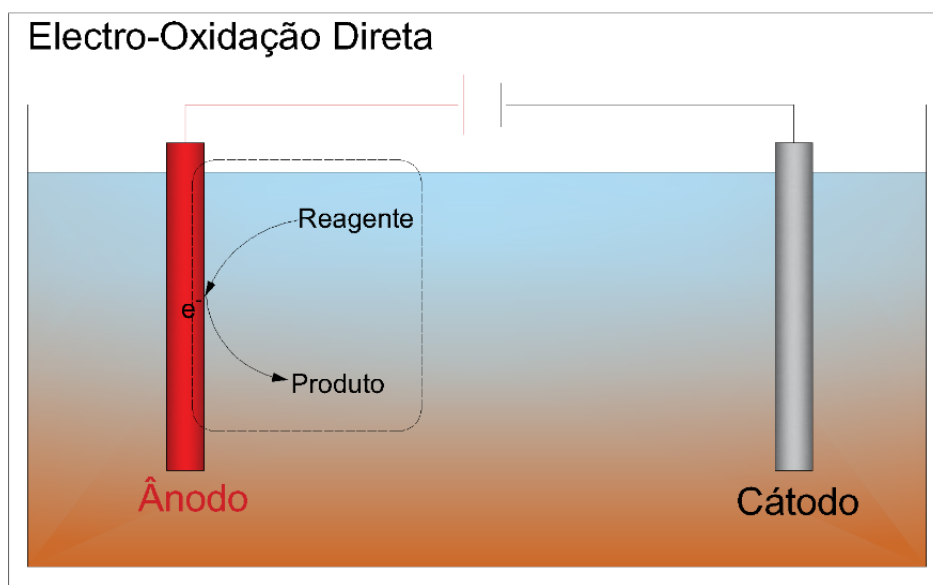 Electro-Oxidação Direta
Reagente
e-
Produto
Ânodo
Cátodo